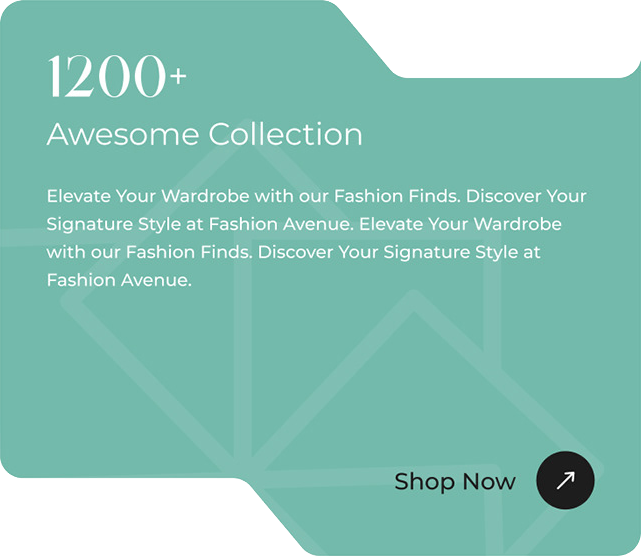 1200+
Awesome Collection
Elevate Your Wardrobe with our Fashion Finds. Discover Your
Signature Style at Fashion Avenue. Elevate Your Wardrobe
with our Fashion Finds. Discover Your Signature Style at
Fashion Avenue.
Shop Now